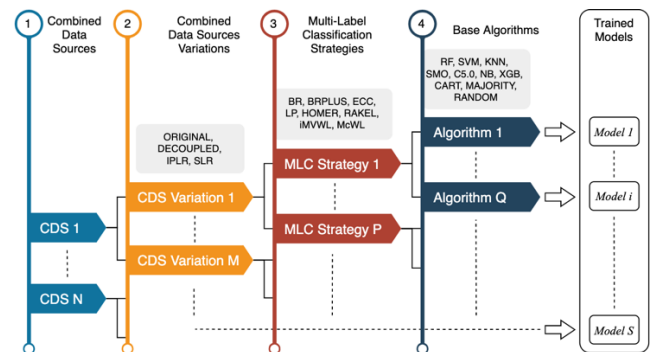 1
Combined
Data
Sources
2
Combined
Data Sources
Variations
3
Multi-Label
Classification
Strategies
4
Base Algorithms
Trained
Models
RF, SVM, KNN,
SMO, C5.0, NB, XGB,
CART, MAJORITY,
RANDOM
BR, BRPLUS, ECC,
LP, HOMER, RAKEL,
iMVWL, McWL
ORIGINAL,
DECOUPLED,
IPLR, SLR
Algorithm 1
Model 1
MLC Strategy 1
CDS Variation 1
Algorithm Q
Model i
CDS 1
MLC Strategy P
CDS Variation M
CDS N
Model S